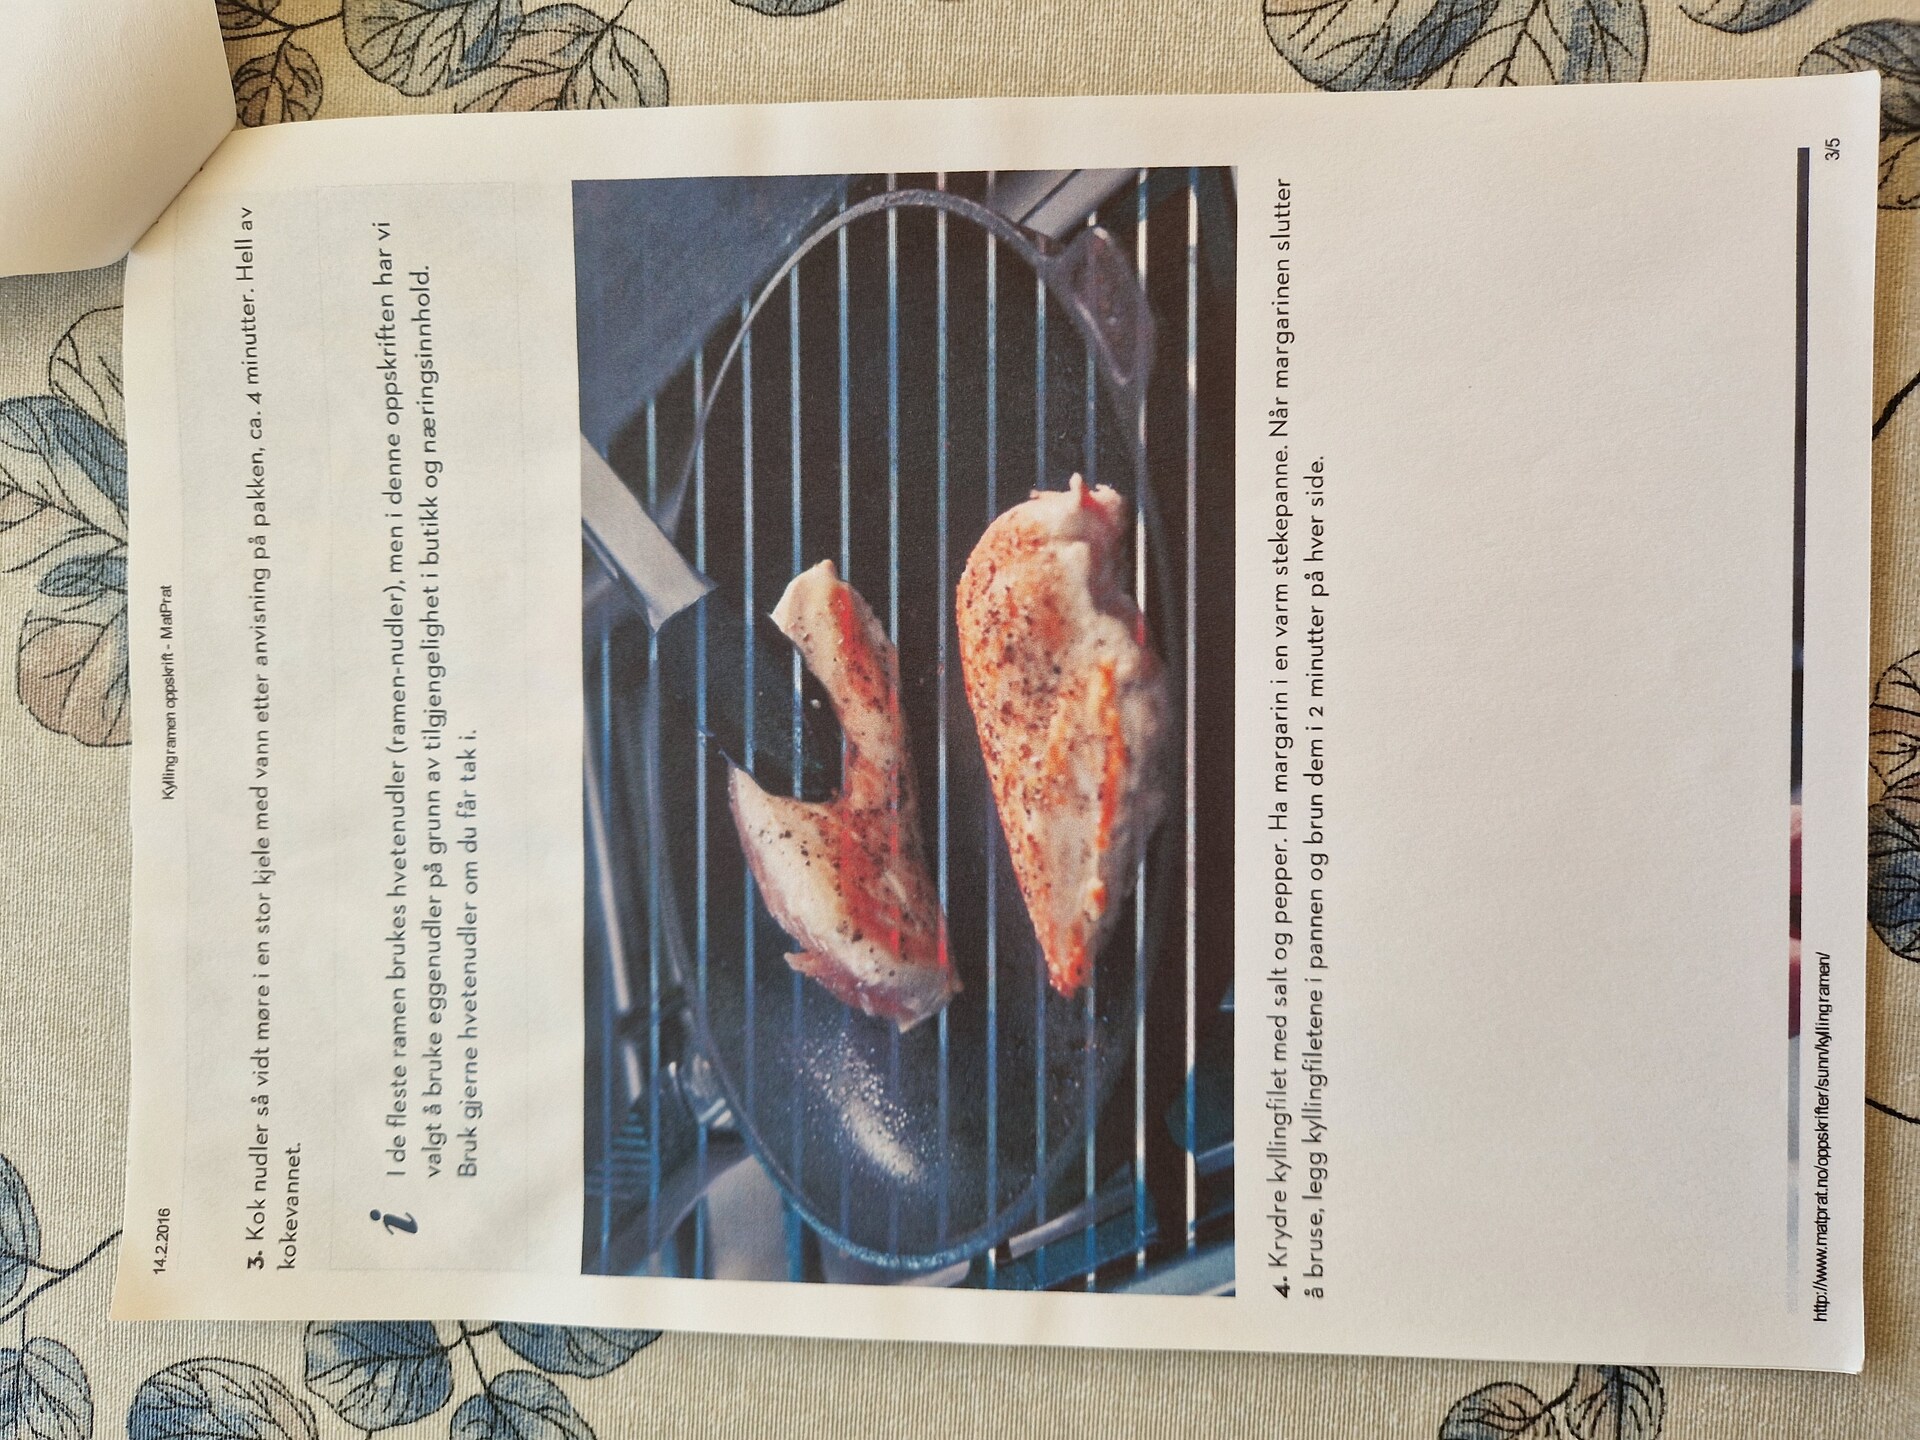 14.2.2016
Kyllingramen oppskrift - MatPrat
3. Kok nudler så vidt møre i en stor kjele med vann etter anvisning på pakken, ca. 4 minutter. Hell av
kokevannet.
i
I de fleste ramen brukes hvetenudler (ramen-nudler), men i denne oppskriften har vi
valgt å bruke eggenudler på grunn av tilgjengelighet i butikk og næringsinnhold.
Bruk gjerne hvetenudler om du får tak i.
4. Krydre kyllingfilet med salt og pepper. Ha margarin i en varm stekepanne. Når margarinen slutter
å bruse, legg kyllingfiletene i pannen og brun dem i 2 minutter på hver side.
http://www.matprat.no/oppskrifter/sunn/kyllingramen/
3/5